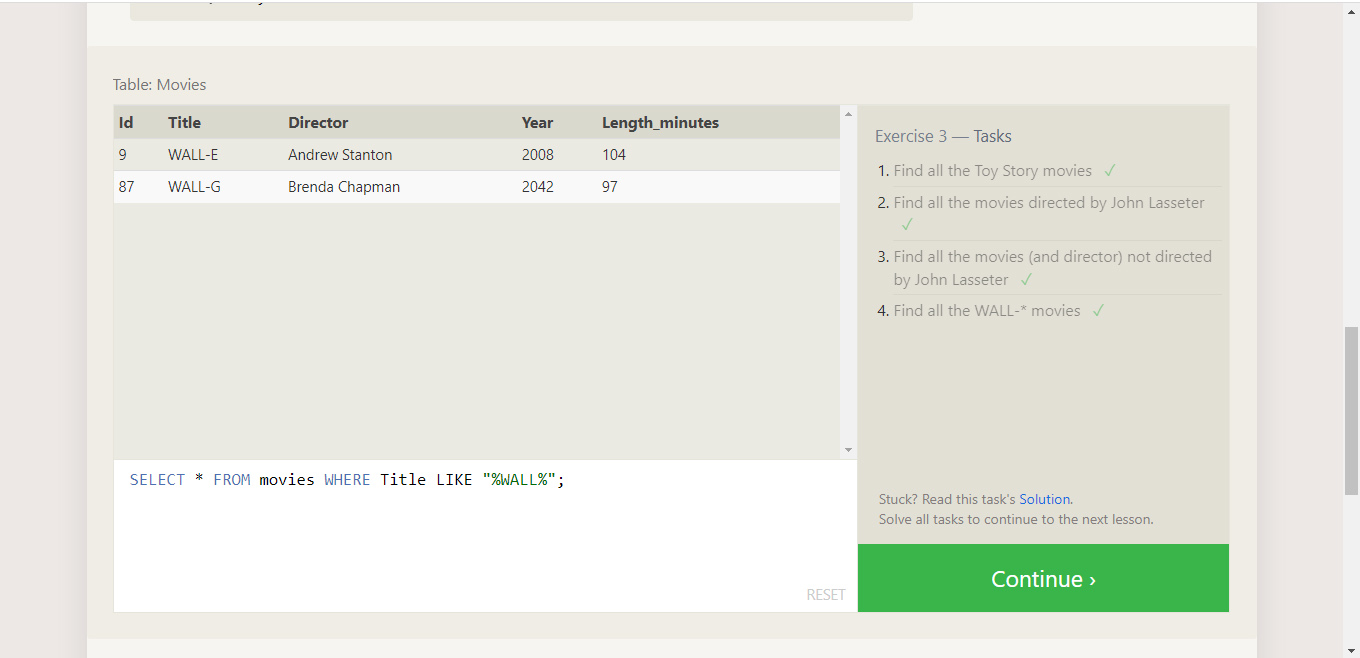 Table: Movies
Id Title Director Year Length_minutes
9 WALL-E Andrew Stanton 2008 104
87 WALL-G Brenda Chapman 2042 97
SELECT * FROM movies WHERE Title LIKE "%WALL%";
RESET
Exercise 3 — Tasks
1. Find all the Toy Story movies ✓
2. Find all the movies directed by John Lasseter
✓
3. Find all the movies (and director) not directed
by John Lasseter ✓
4. Find all the WALL-* movies ✓
Stuck? Read this task's Solution.
Solve all tasks to continue to the next lesson.
Continue ›